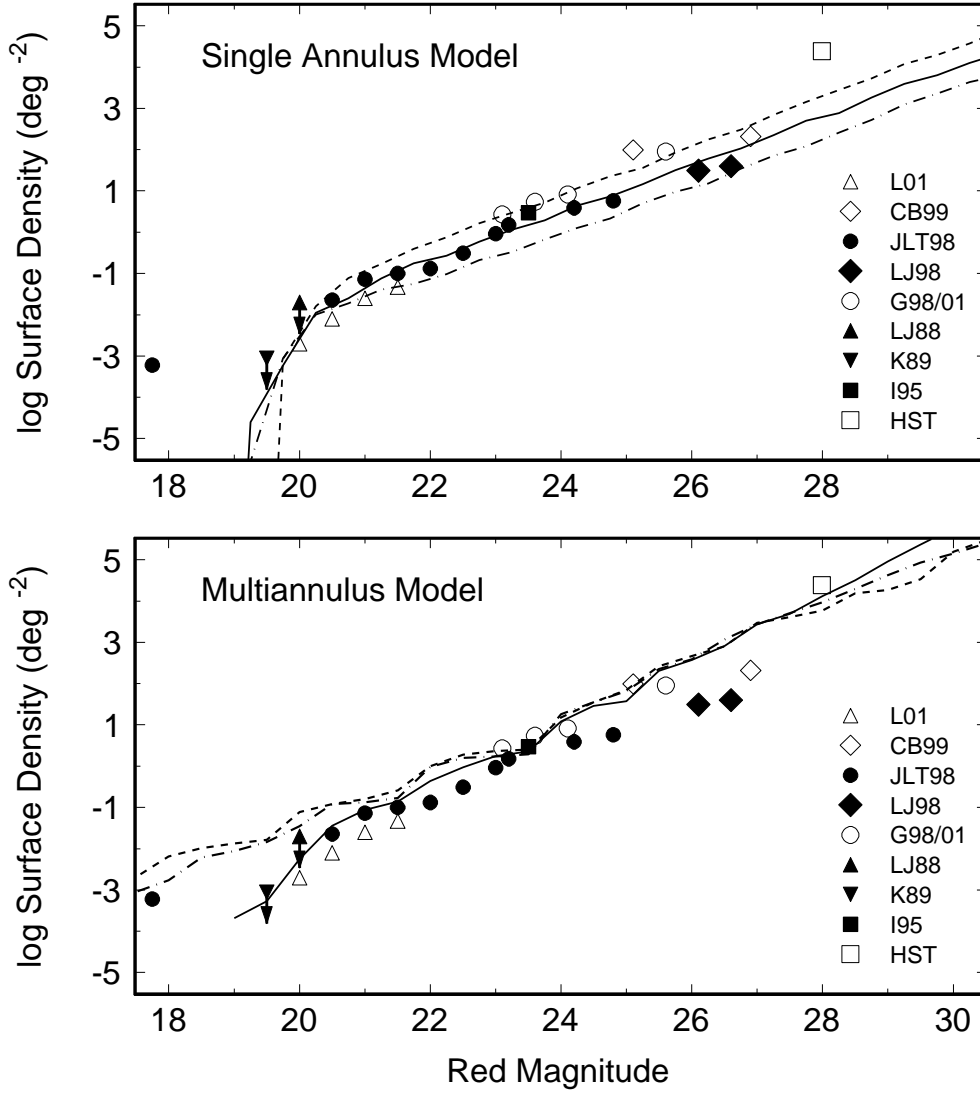 5
3
1
-1
-3
-5
log Surface Density (deg -2)
Single Annulus Model
L01
CB99
JLT98
LJ98
G98/01
LJ88
K89
I95
HST
18 20 22 24 26 28 30
5
3
1
-1
-3
-5
log Surface Density (deg -2)
Multiannulus Model
L01
CB99
JLT98
LJ98
G98/01
LJ88
K89
I95
HST
18 20 22 24 26 28 30
Red Magnitude